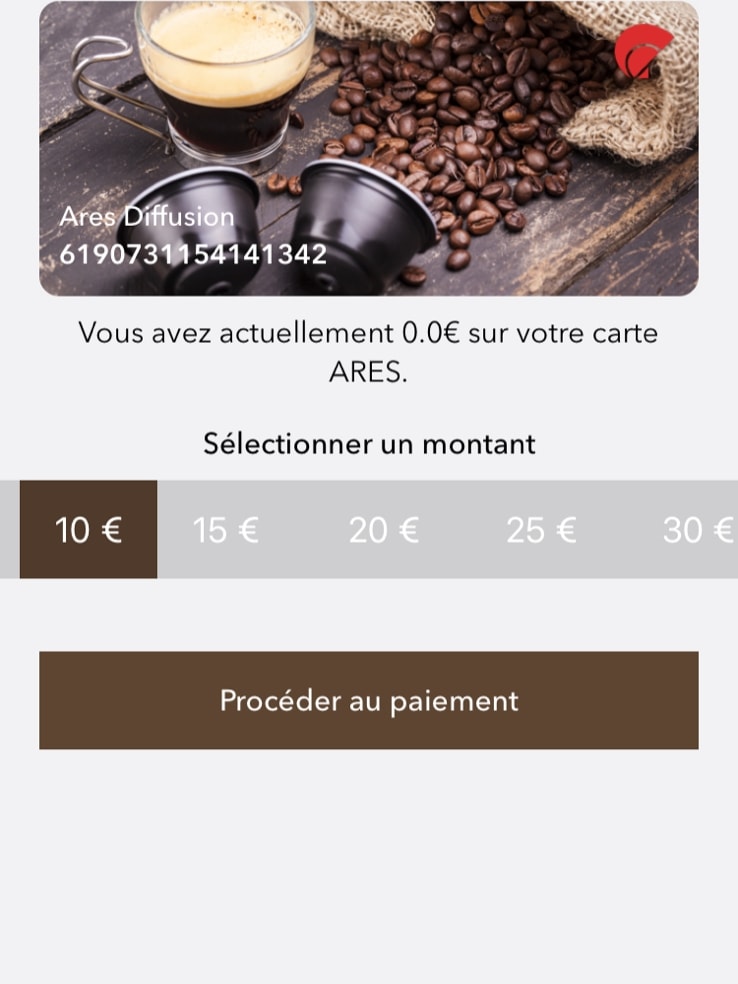 Ares Diffusion
6190731154141342
Vous avez actuellement 0.0€ sur votre carte
ARES.
Sélectionner un montant
10 € 15 € 20 € 25 € 30 €
Procéder au paiement